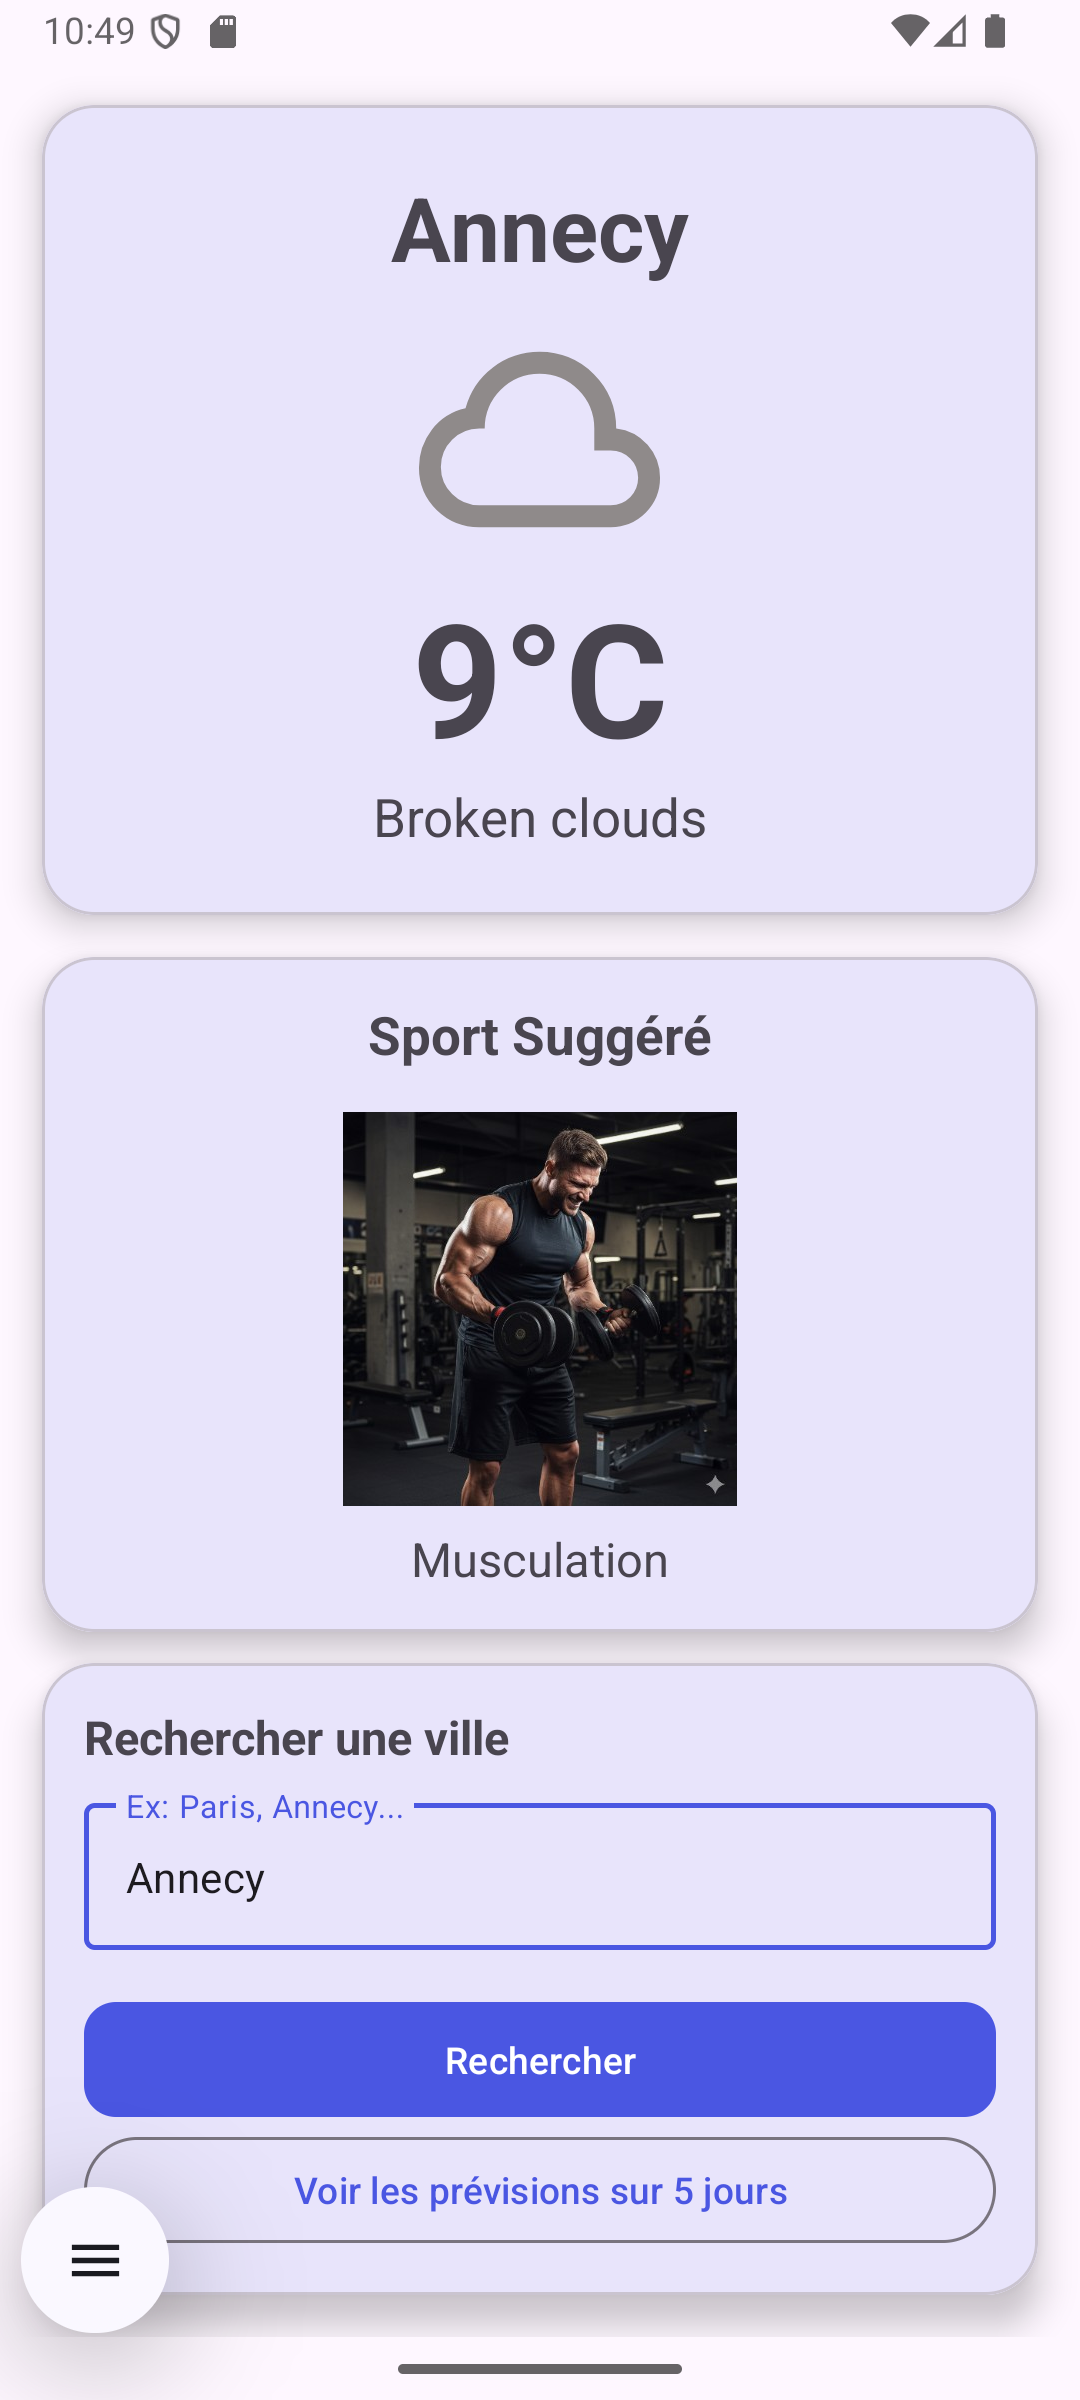 10:49
Annecy
9°C
Broken clouds
Sport Suggéré
Musculation
Rechercher une ville
Ex: Paris, Annecy...
Annecy
Rechercher
Voir les prévisions sur 5 jours